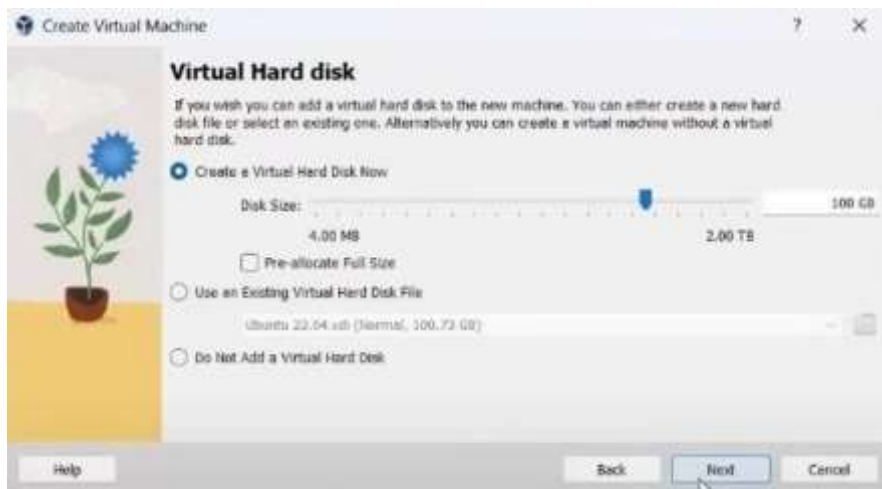 Create Virtual Machine
?
Virtual Hard disk
If you wish you can add a virtual hard disk to the new machine. You can either create a new hard
disk file or select an existing one. Alternatively you can create a virtual machine without a virtual
hard disk.
Create a Virtual Hard Disk Now
Disk Size:
100 GB
4.00 MB
2.00 TB
Pre-allocate Full Size
Use an Existing Virtual Hard Disk File
Ubuntu 22.04.vdi (Normal, 100.73 GB)
Do Not Add a Virtual Hard Disk
Help
Back
Next
Cancel